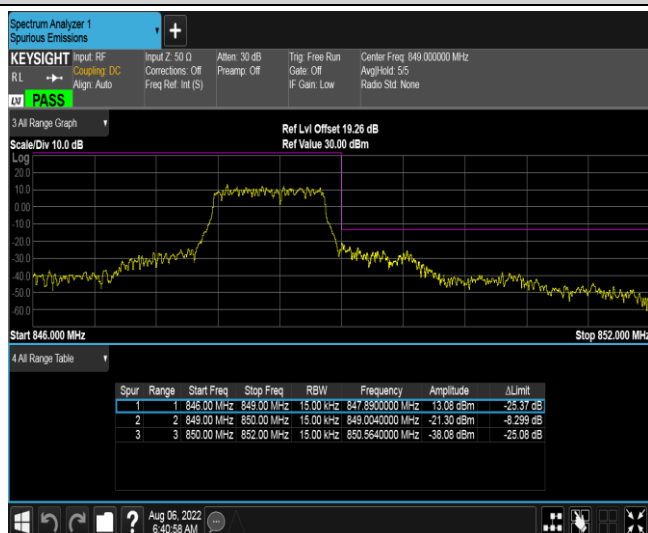 Spectrum Analyzer 1
Spurious Emissions
+
KEYSIGHT Input: RF Input Z: 50 Ω Atten: 30 dB Trig: Free Run Center Freq: 849.000000 MHz
RL Coupling: DC Corrections: Off Preamp: Off Gate: Off Avg|Hold: 5/5
Align: Auto Freq Ref: Int (S) IF Gain: Low Radio Std: None
LXI PASS
3 All Range Graph
Ref Lvl Offset 19.26 dB
Scale/Div 10.0 dB Ref Value 30.00 dBm
Log
20.0
10.0
0.00
-10.0
-20.0
-30.0
-40.0
-50.0
-60.0
Start 846.000 MHz Stop 852.000 MHz
4 All Range Table
Spur Range Start Freq Stop Freq RBW Frequency Amplitude ΔLimit
1 1 846.00 MHz 849.00 MHz 15.00 kHz 847.8900000 MHz 13.08 dBm -25.37 dB
2 2 849.00 MHz 850.00 MHz 15.00 kHz 849.0040000 MHz -21.30 dBm -8.299 dB
3 3 850.00 MHz 852.00 MHz 15.00 kHz 850.5640000 MHz -38.08 dBm -25.08 dB
? Aug 06, 2022
6:40:58 AM